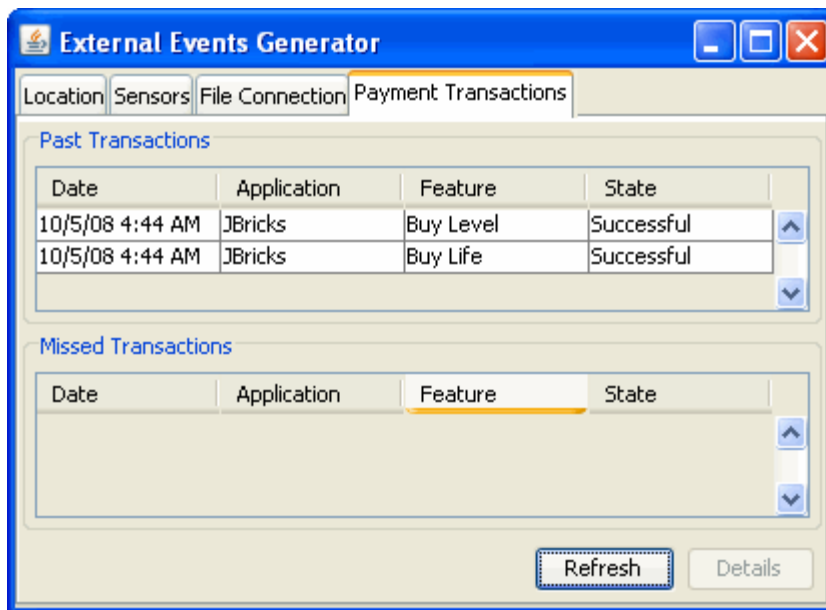 External Events Generator
Location Sensors File Connection Payment Transactions
Past Transactions
Date Application Feature State
10/5/08 4:44 AM JBricks Buy Level Successful
10/5/08 4:44 AM JBricks Buy Life Successful
Missed Transactions
Date Application Feature State
Refresh Details